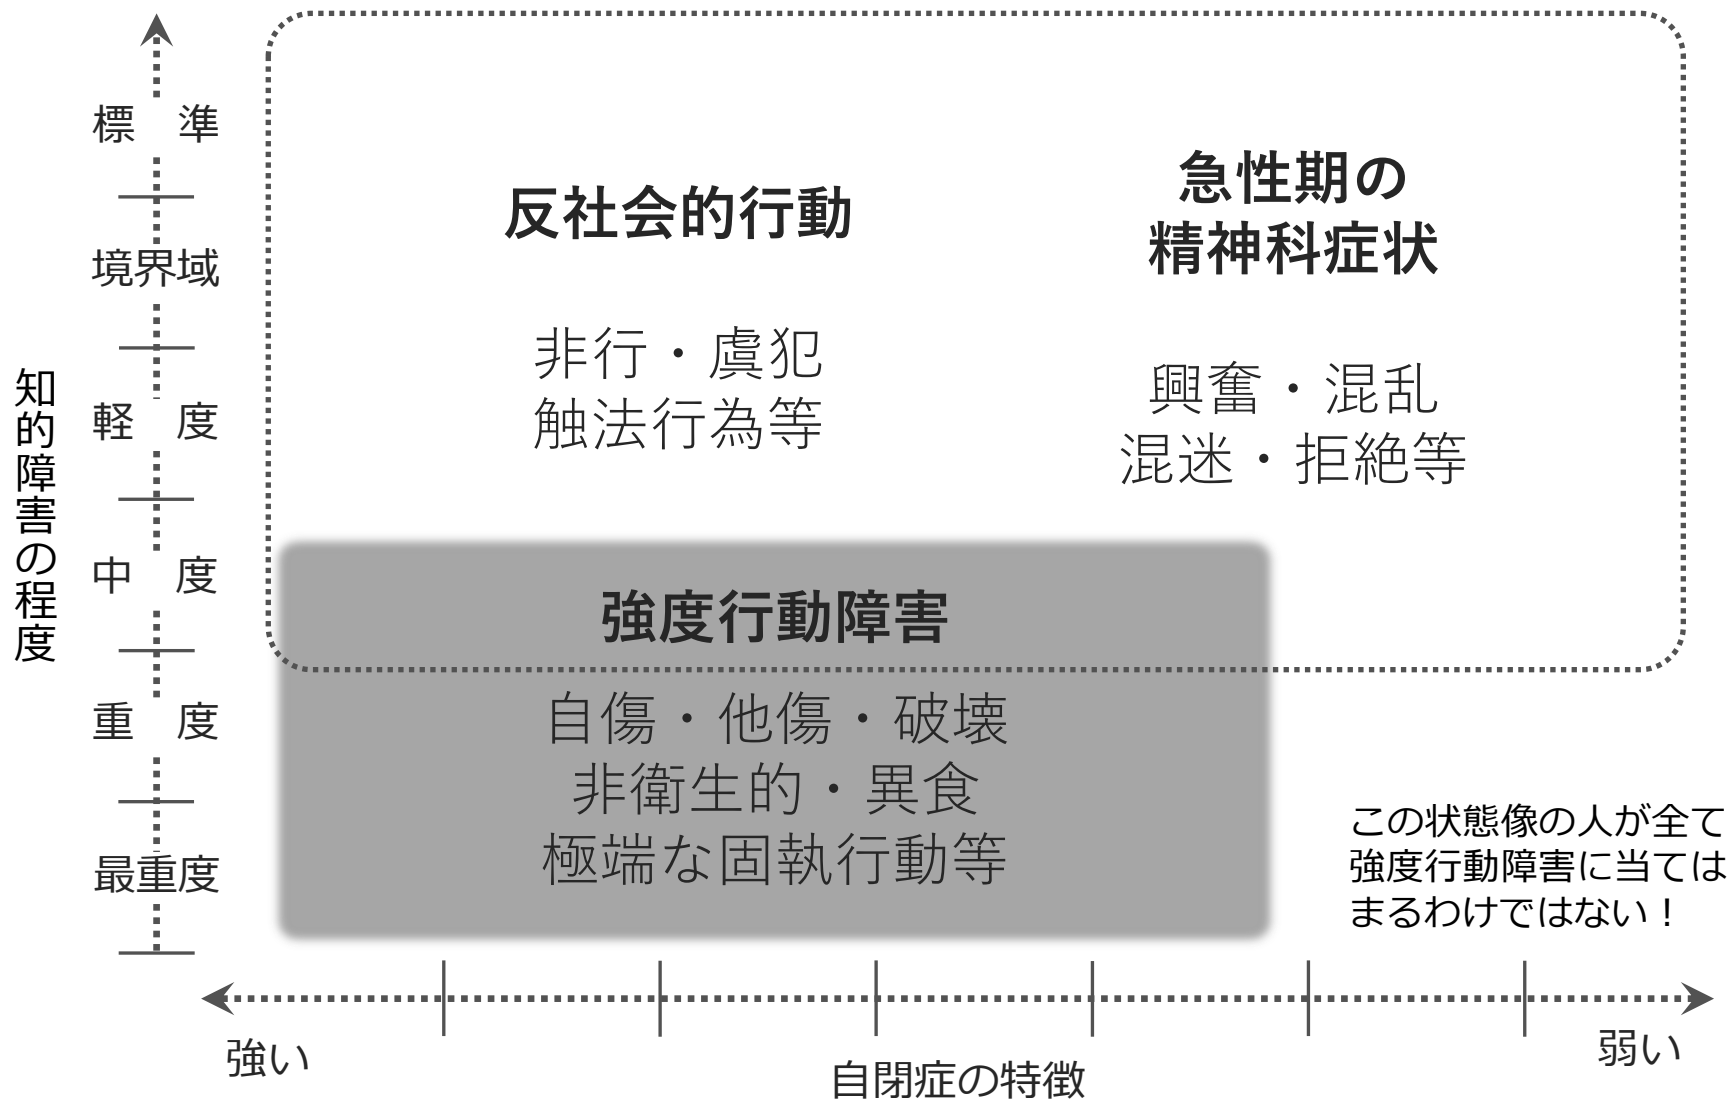 知的障害の程度
標　準
境界域
軽　度
中　度
重　度
最重度
反社会的行動
非行・虞犯
触法行為等
急性期の
精神科症状
興奮・混乱
混迷・拒絶等
強度行動障害
自傷・他傷・破壊
非衛生的・異食
極端な固執行動等
この状態像の人が全て
強度行動障害に当ては
まるわけではない！
強い
自閉症の特徴
弱い